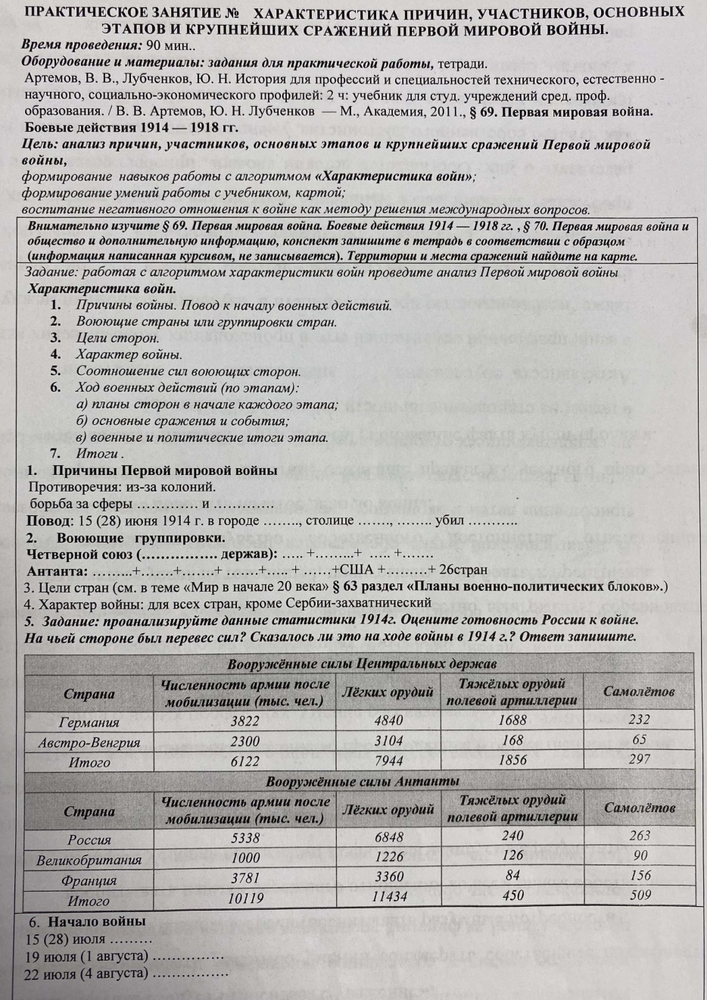 ПРАКТИЧЕСКОЕ ЗАНЯТИЕ № ХАРАКТЕРИСТИКА ПРИЧИН, УЧАСТНИКОВ, ОСНОВНЫХ
ЭТАПОВ И КРУПНЕЙШИХ СРАЖЕНИЙ ПЕРВОЙ МИРОВОЙ ВОЙНЫ.
Время проведения: 90 мин..
Оборудование и материалы: задания для практической работы, тетради.
Артемов, В. В., Лубченков, Ю. Н. История для профессий и специальностей технического, естественно -
научного, социально-экономического профилей: 2 ч: учебник для студ. учреждений сред. проф.
образования. / В. В. Артемов, Ю. Н. Лубченков — М., Академия, 2011., § 69. Первая мировая война.
Боевые действия 1914 — 1918 гг.
Цель: анализ причин, участников, основных этапов и крупнейших сражений Первой мировой
войны,
формирование навыков работы с алгоритмом «Характеристика войн»;
формирование умений работы с учебником, картой;
воспитание негативного отношения к войне как методу решения международных вопросов.
Внимательно изучите § 69. Первая мировая война. Боевые действия 1914 — 1918 гг. , § 70. Первая мировая война и
общество и дополнительную информацию, конспект запишите в тетрадь в соответствии с образцом
(информация написанная курсивом, не записывается). Территории и места сражений найдите на карте.
Задание: работая с алгоритмом характеристики войн проведите анализ Первой мировой войны
Характеристика войн.
1. Причины войны. Повод к началу военных действий.
2. Воюющие страны или группировки стран.
3. Цели сторон.
4. Характер войны.
5. Соотношение сил воюющих сторон.
6. Ход военных действий (по этапам):
а) планы сторон в начале каждого этапа;
б) основные сражения и события;
в) военные и политические итоги этапа.
7. Итоги .
1. Причины Первой мировой войны
Противоречия: из-за колоний.
борьба за сферы ………… и …………..
Повод: 15 (28) июня 1914 г. в городе …….., столице ……., …….. убил ……….
2. Воюющие группировки.
Четверной союз (……………. держав): ….. +……...+ ….. +…….
Антанта: ………+…….+…….+ …….+….. + ……+США +………+ 26стран
3. Цели стран (см. в теме «Мир в начале 20 века» § 63 раздел «Планы военно-политических блоков».)
4. Характер войны: для всех стран, кроме Сербии-захватнический
5. Задание: проанализируйте данные статистики 1914г. Оцените готовность России к войне.
На чьей стороне был перевес сил? Сказалось ли это на ходе войны в 1914 г.? Ответ запишите.
Вооружённые силы Центральных держав
Страна Численность армии после мобилизации (тыс. чел.) Лёгких орудий Тяжёлых орудий полевой артиллерии Самолётов
Германия 3822 4840 1688 232
Австро-Венгрия 2300 3104 168 65
Итого 6122 7944 1856 297
Вооружённые силы Антанты
Страна Численность армии после мобилизации (тыс. чел.) Лёгких орудий Тяжёлых орудий полевой артиллерии Самолётов
Россия 5338 6848 240 263
Великобритания 1000 1226 126 90
Франция 3781 3360 84 156
Итого 10119 11434 450 509
6. Начало войны
15 (28) июля ………
19 июля (1 августа) ……………
22 июля (4 августа) …………….